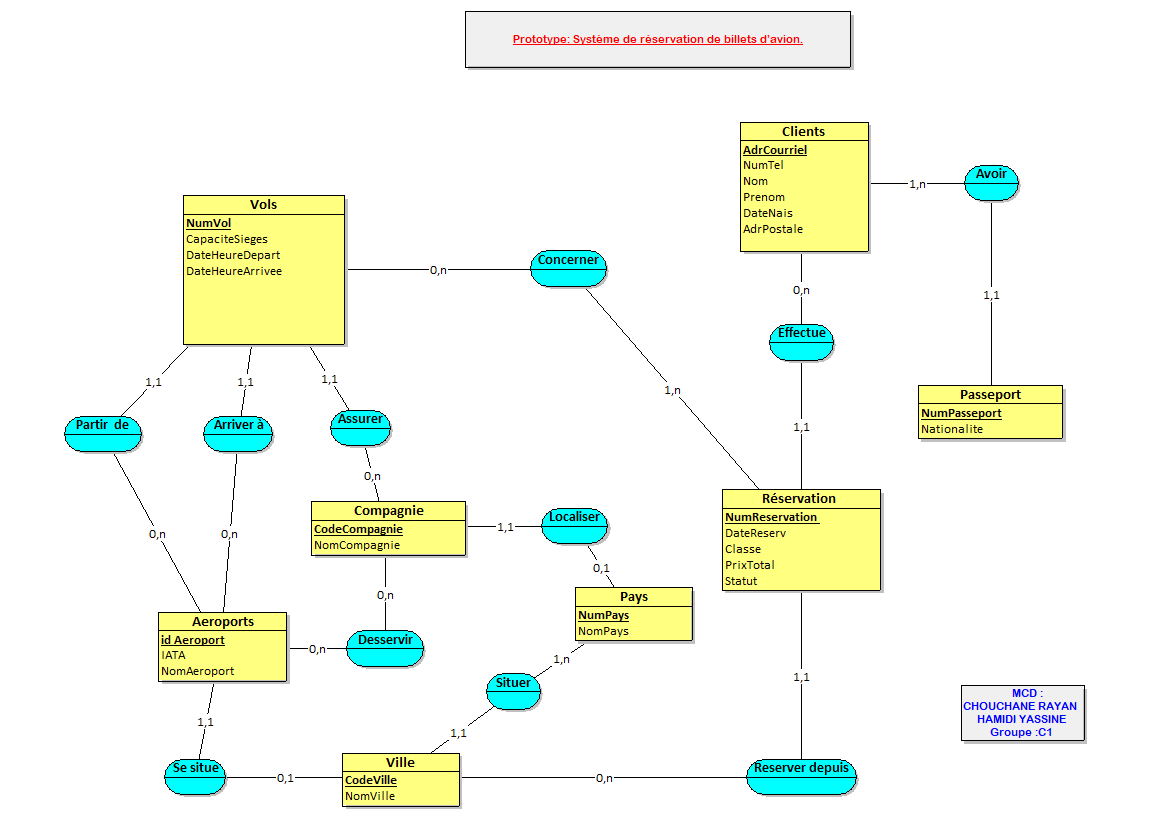 Prototype: Système de réservation de billets d'avion.
Clients
AdrCourriel
NumTel
Nom
Prenom
DateNais
AdrPostale
1,n
Avoir
Vols
NumVol
CapaciteSieges
DateHeureDepart
DateHeureArrivee
0,n
Concerner
0,n
1,1
Effectue
1,1
1,1
1,1
1,n
Passeport
NumPasseport
Nationalite
Partir de
Arriver à
Assurer
1,1
0,n
Réservation
NumReservation
DateReserv
Classe
PrixTotal
Statut
Compagnie
CodeCompagnie
NomCompagnie
1,1
Localiser
0,n
0,n
0,1
Pays
NumPays
NomPays
0,n
Aeroports
id Aeroport
IATA
NomAeroport
0,n
Desservir
1,n
Situer
1,1
1,1
1,1
MCD :
CHOUCHANE RAYAN
HAMIDI YASSINE
Groupe :C1
Se situe
0,1
Ville
CodeVille
NomVille
0,n
Reserver depuis